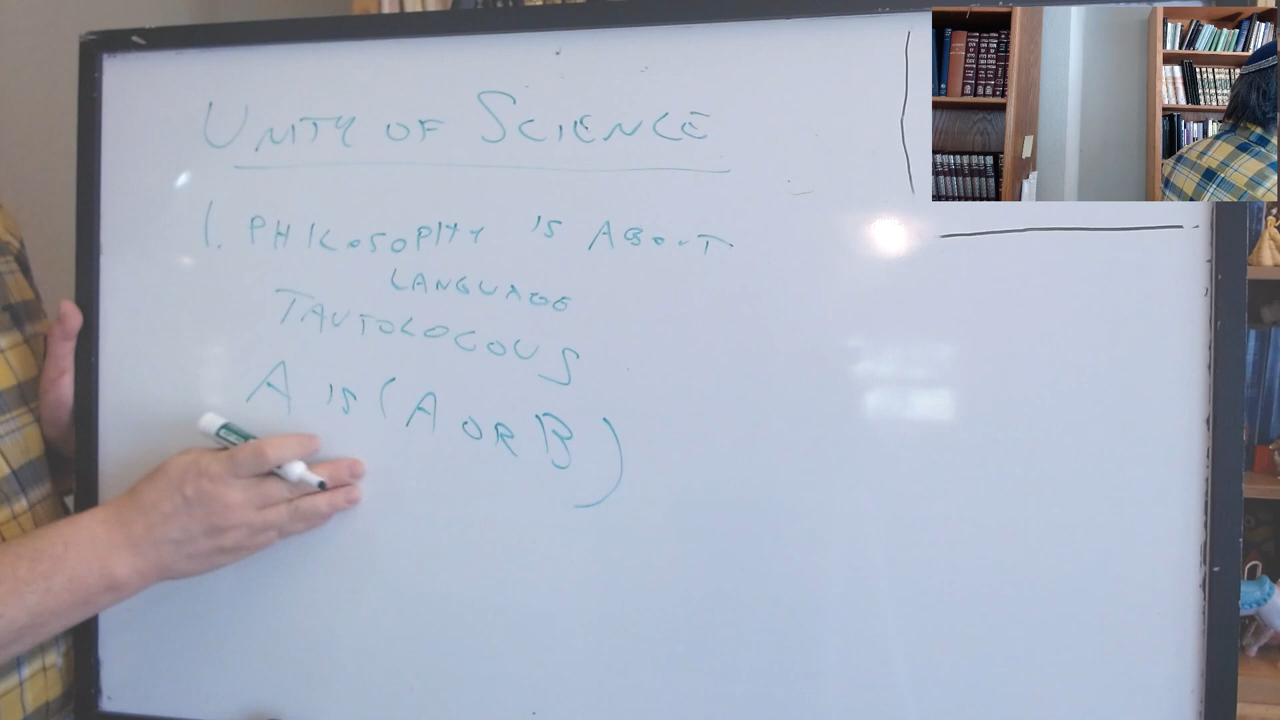 UNITY OF SCIENCE
1. PHILOSOPHY IS ABOUT
LANGUAGE
TAUTOLOGOUS
A IS (A OR B)